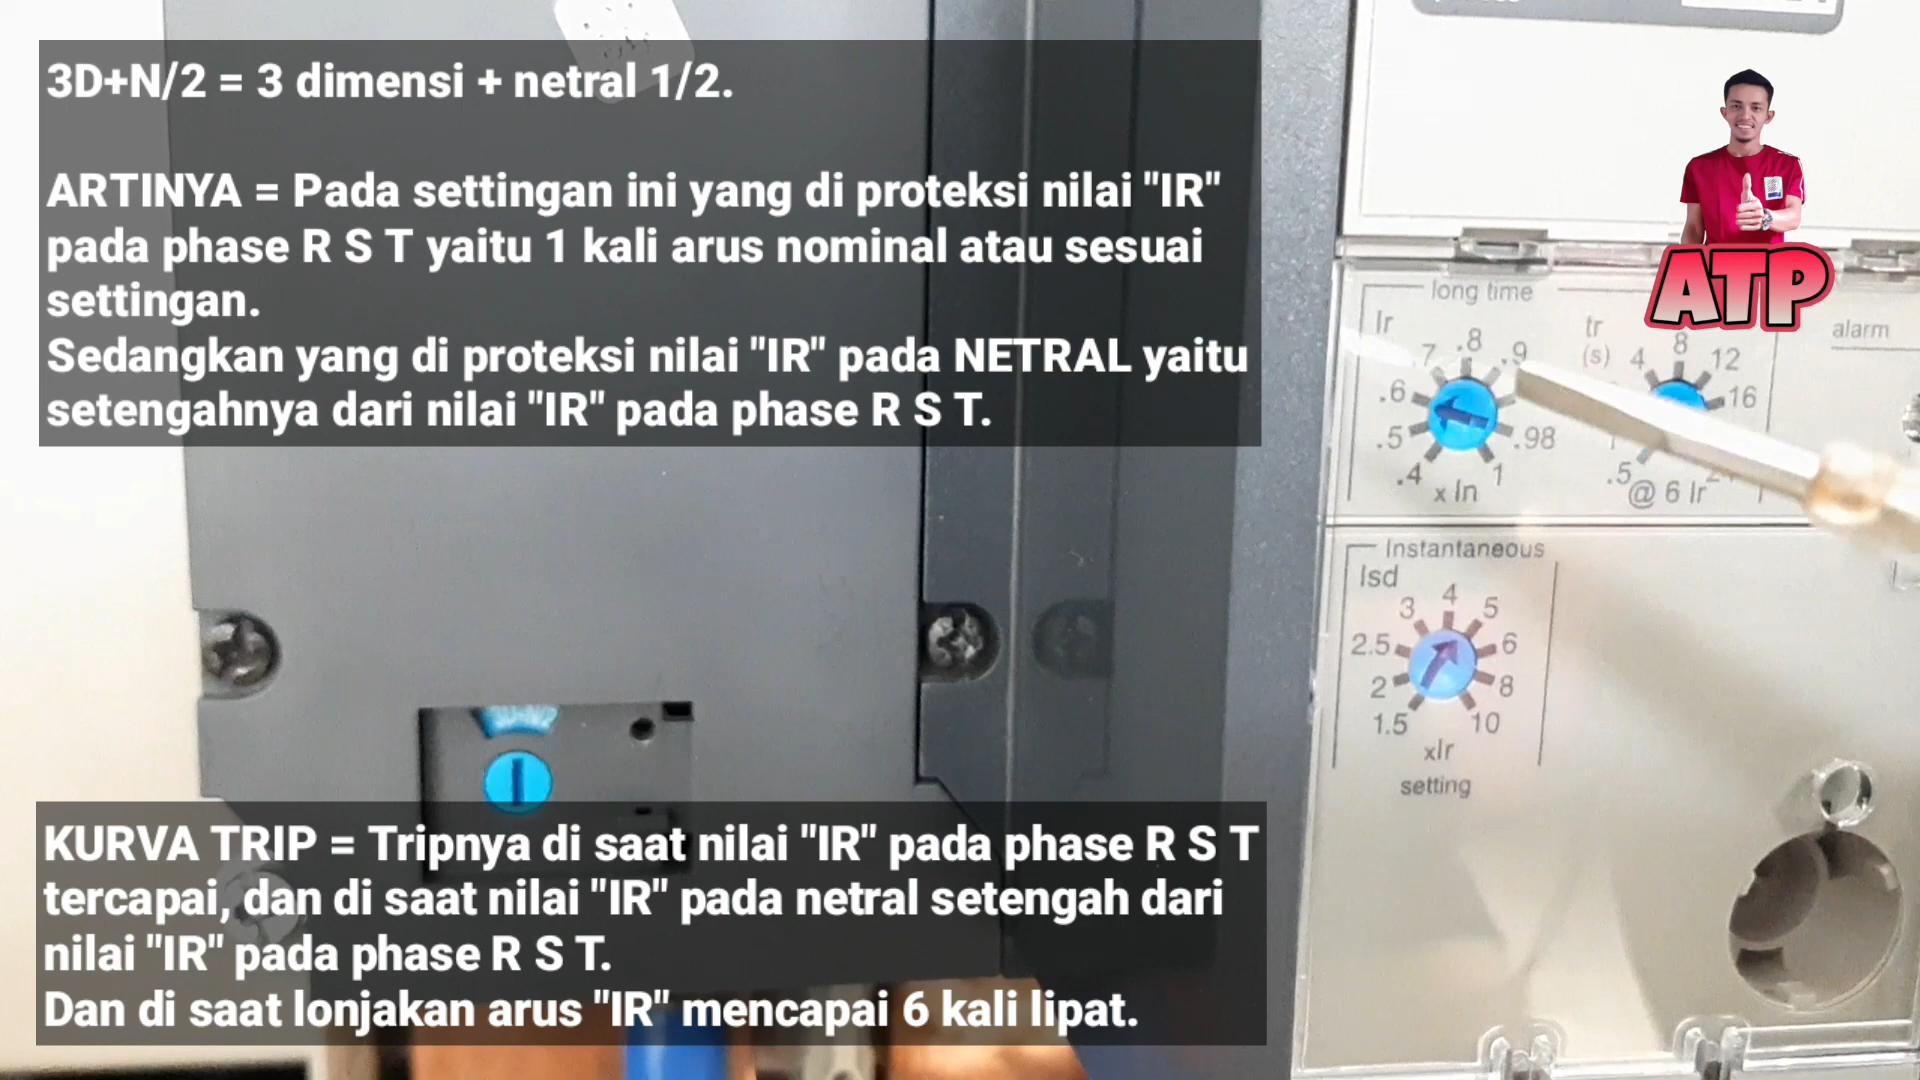 3D+N/2 = 3 dimensi + netral 1/2.
ARTINYA = Pada settingan ini yang di proteksi nilai "IR"
pada phase R S T yaitu 1 kali arus nominal atau sesuai
settingan.
Sedangkan yang di proteksi nilai "IR" pada NETRAL yaitu
setengahnya dari nilai "IR" pada phase R S T.
ATP
long time
Ir
.4
.5
.6
.7
.8
.9
.98
1
x In
tr
(s)
4
8
12
16
.5
@ 6 Ir
alarm
Instantaneous
Isd
1.5
2
2.5
3
4
5
6
8
10
xIr
setting
KURVA TRIP = Tripnya di saat nilai "IR" pada phase R S T
tercapai, dan di saat nilai "IR" pada netral setengah dari
nilai "IR" pada phase R S T.
Dan di saat lonjakan arus "IR" mencapai 6 kali lipat.